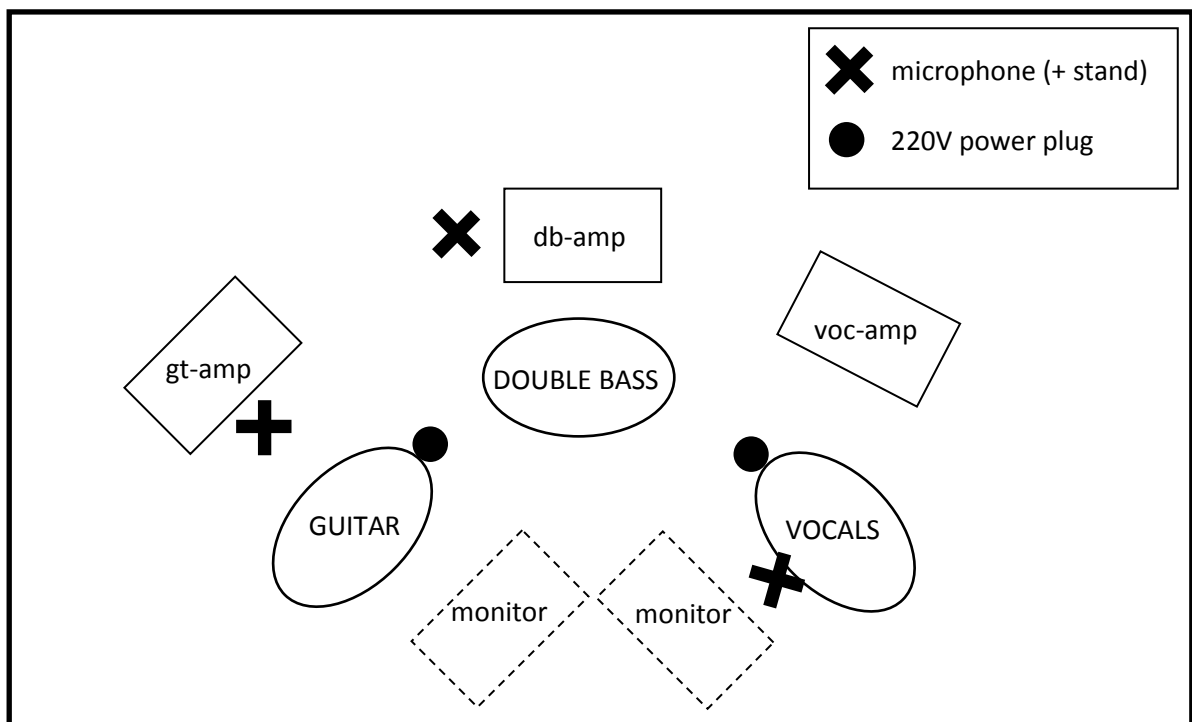 microphone (+ stand)
220V power plug
db-amp
voc-amp
gt-amp
DOUBLE BASS
GUITAR
VOCALS
monitor
monitor